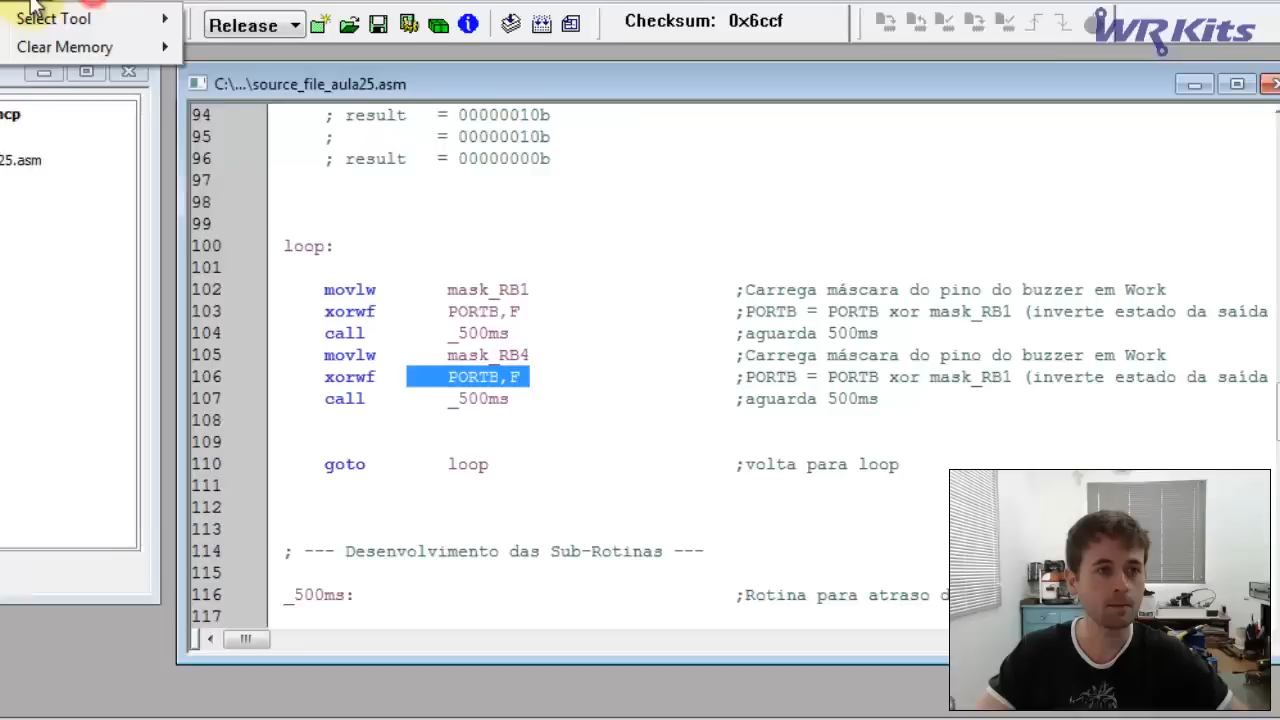 Select Tool
Clear Memory
Release
Checksum: 0x6ccf
WR Kits
C:\...\source_file_aula25.asm
mcp
25.asm
94 ; result = 00000010b
95 ; = 00000010b
96 ; result = 00000000b
97
98
99
100 loop:
101
102 movlw mask_RB1 ;Carrega máscara do pino do buzzer em Work
103 xorwf PORTB,F ;PORTB = PORTB xor mask_RB1 (inverte estado da saída
104 call _500ms ;aguarda 500ms
105 movlw mask_RB4 ;Carrega máscara do pino do buzzer em Work
106 xorwf PORTB,F ;PORTB = PORTB xor mask_RB1 (inverte estado da saída
107 call _500ms ;aguarda 500ms
108
109
110 goto loop ;volta para loop
111
112
113
114 ; --- Desenvolvimento das Sub-Rotinas ---
115
116 _500ms: ;Rotina para atraso d
117